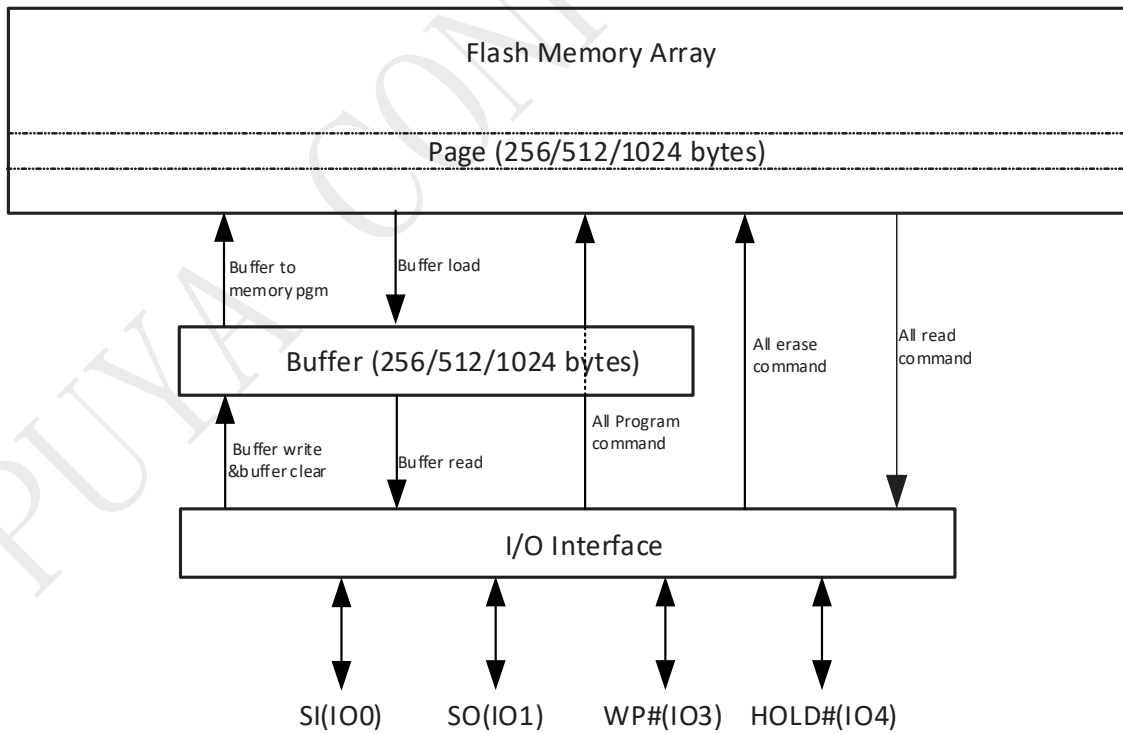 Flash Memory Array
Page (256/512/1024 bytes)
Buffer to
memory pgm
Buffer load
All erase
command
All read
command
Buffer (256/512/1024 bytes)
All Program
command
Buffer write
&buffer clear
Buffer read
I/O Interface
SI(IO0)
SO(IO1)
WP#(IO3)
HOLD#(IO4)
PUYA